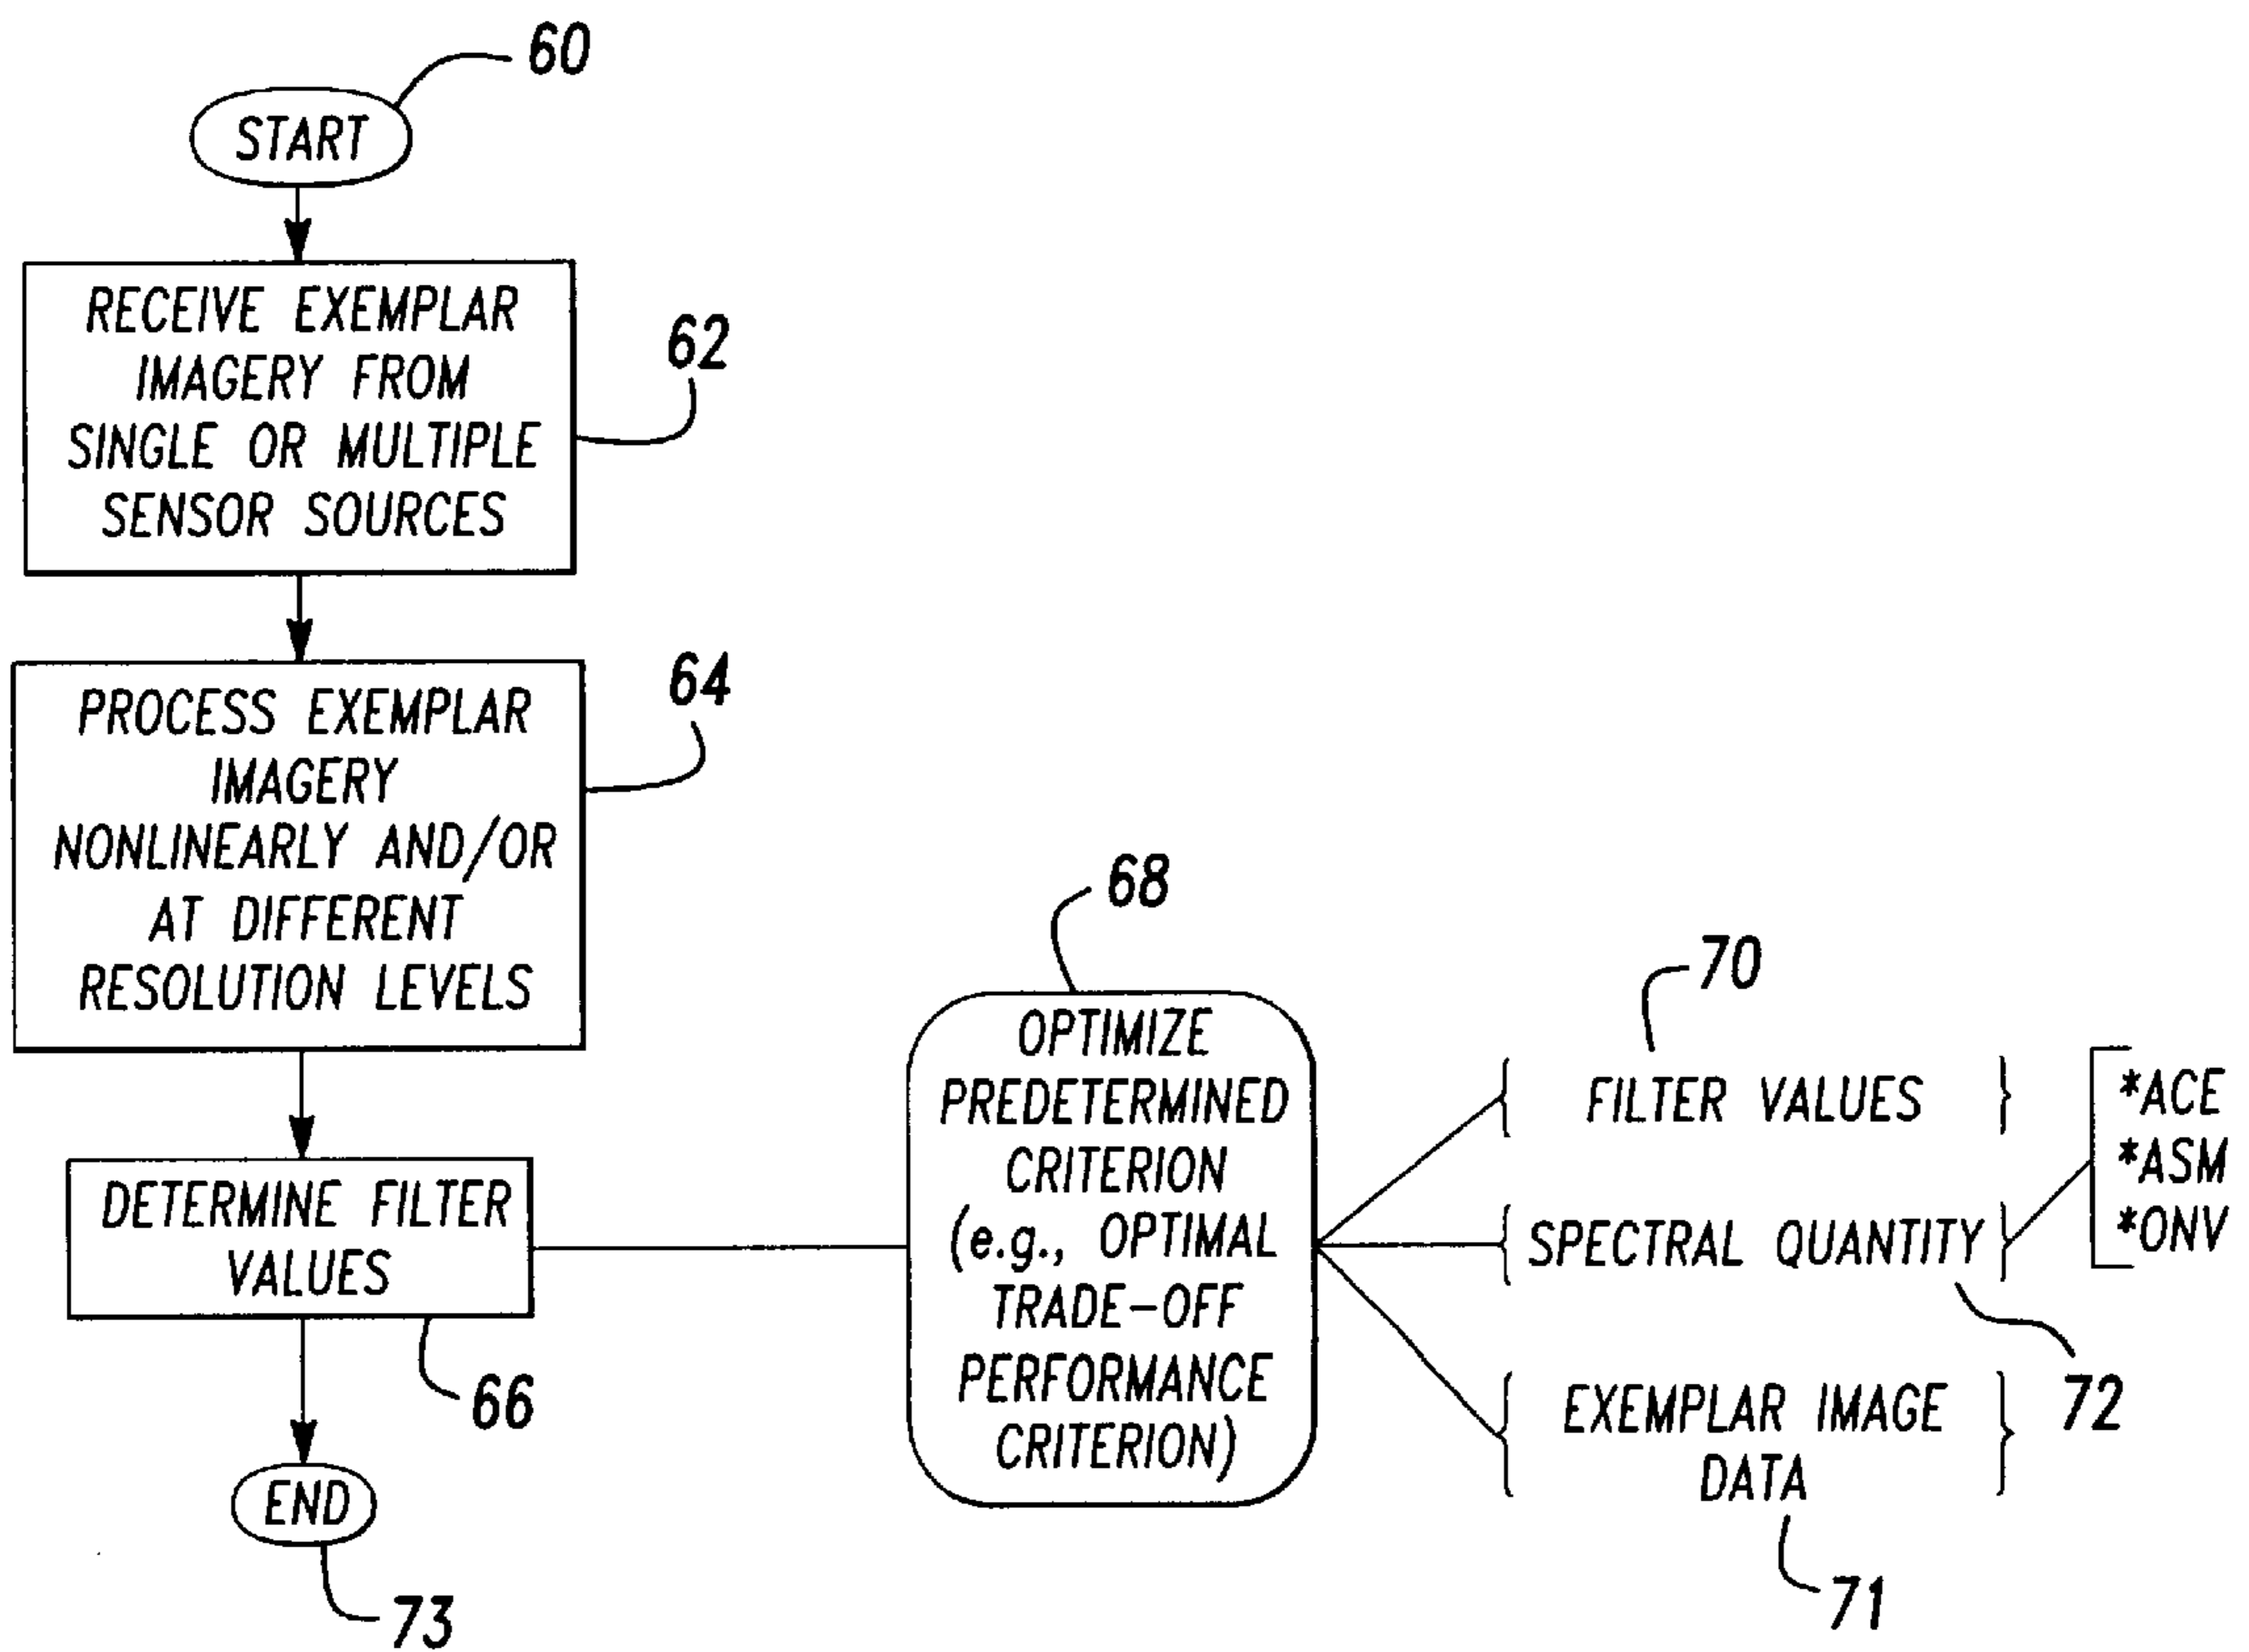 60
START
RECEIVE EXEMPLAR
IMAGERY FROM
SINGLE OR MULTIPLE
SENSOR SOURCES
62
PROCESS EXEMPLAR
IMAGERY
NONLINEARLY AND/OR
AT DIFFERENT
RESOLUTION LEVELS
64
DETERMINE FILTER
VALUES
66
END
73
68
OPTIMIZE
PREDETERMINED
CRITERION
(e.g., OPTIMAL
TRADE-OFF
PERFORMANCE
CRITERION)
70
{ FILTER VALUES }
{ SPECTRAL QUANTITY }
72
*ACE
*ASM
*ONV
{ EXEMPLAR IMAGE
DATA }
71